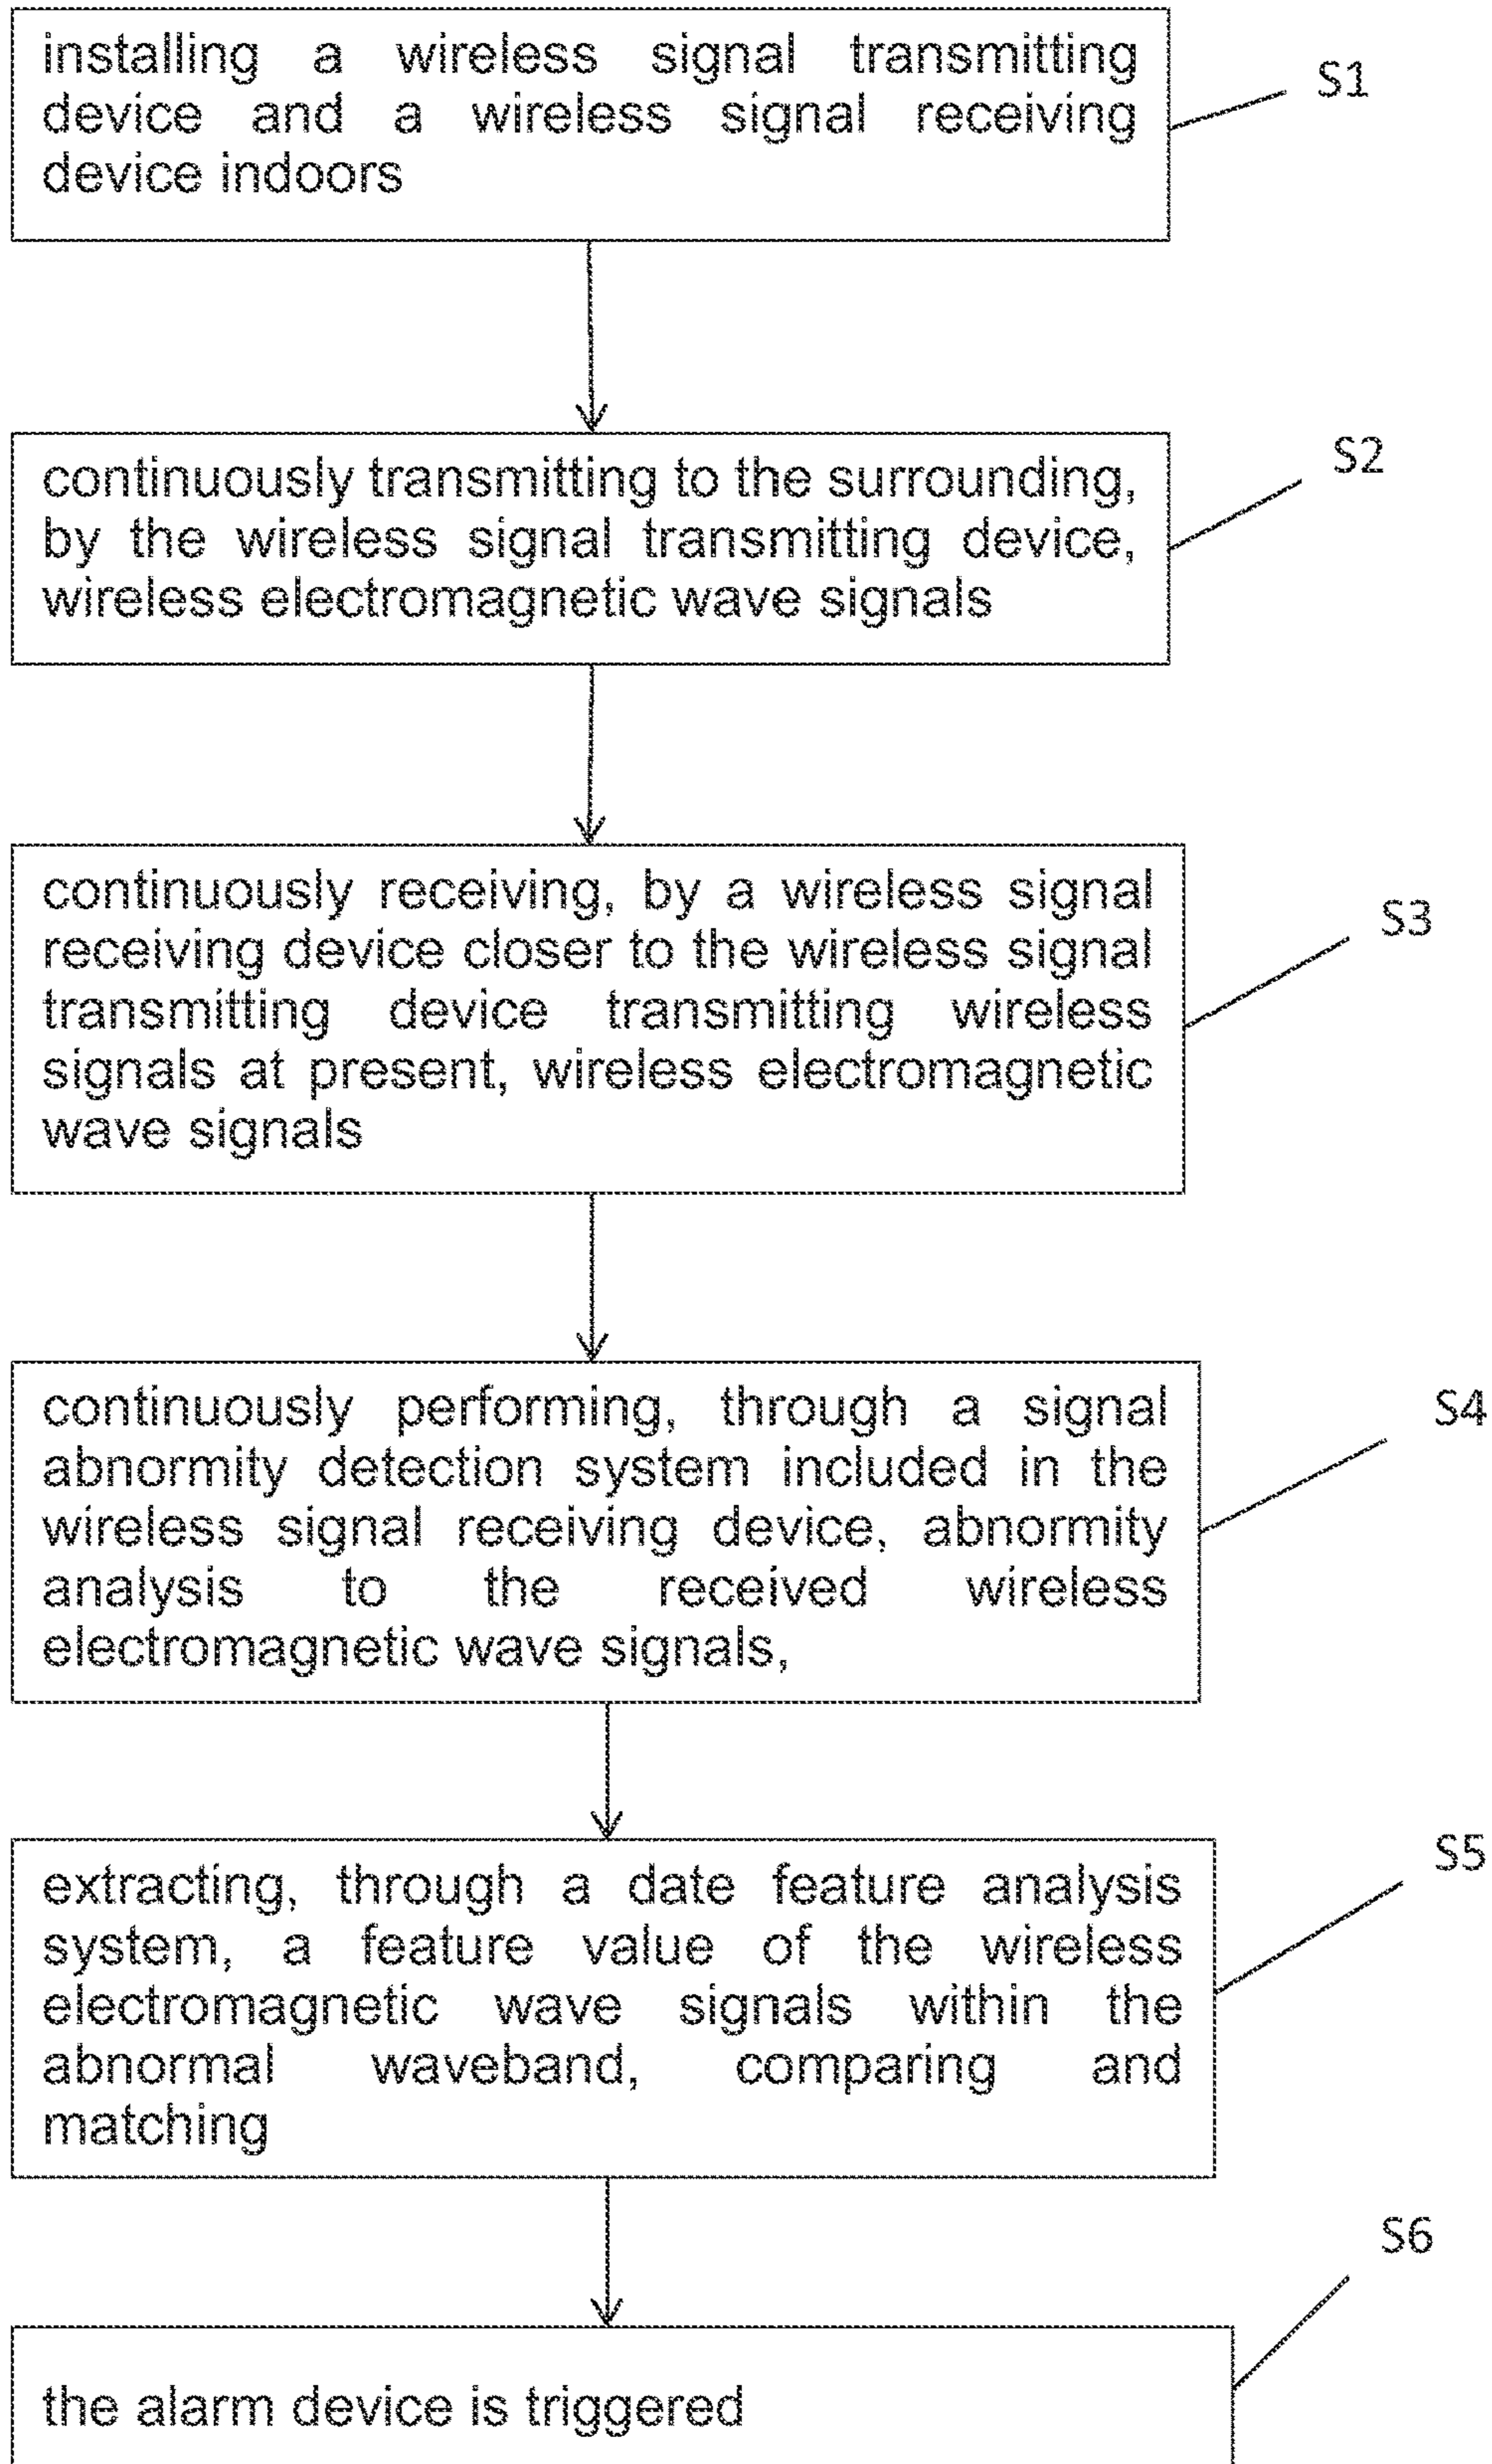 installing a wireless signal transmitting
device and a wireless signal receiving
device indoors
S1
continuously transmitting to the surrounding,
by the wireless signal transmitting device,
wireless electromagnetic wave signals
S2
continuously receiving, by a wireless signal
receiving device closer to the wireless signal
transmitting device transmitting wireless
signals at present, wireless electromagnetic
wave signals
S3
continuously performing, through a signal
abnormity detection system included in the
wireless signal receiving device, abnormity
analysis to the received wireless
electromagnetic wave signals,
S4
extracting, through a date feature analysis
system, a feature value of the wireless
electromagnetic wave signals within the
abnormal waveband, comparing and
matching
S5
the alarm device is triggered
S6